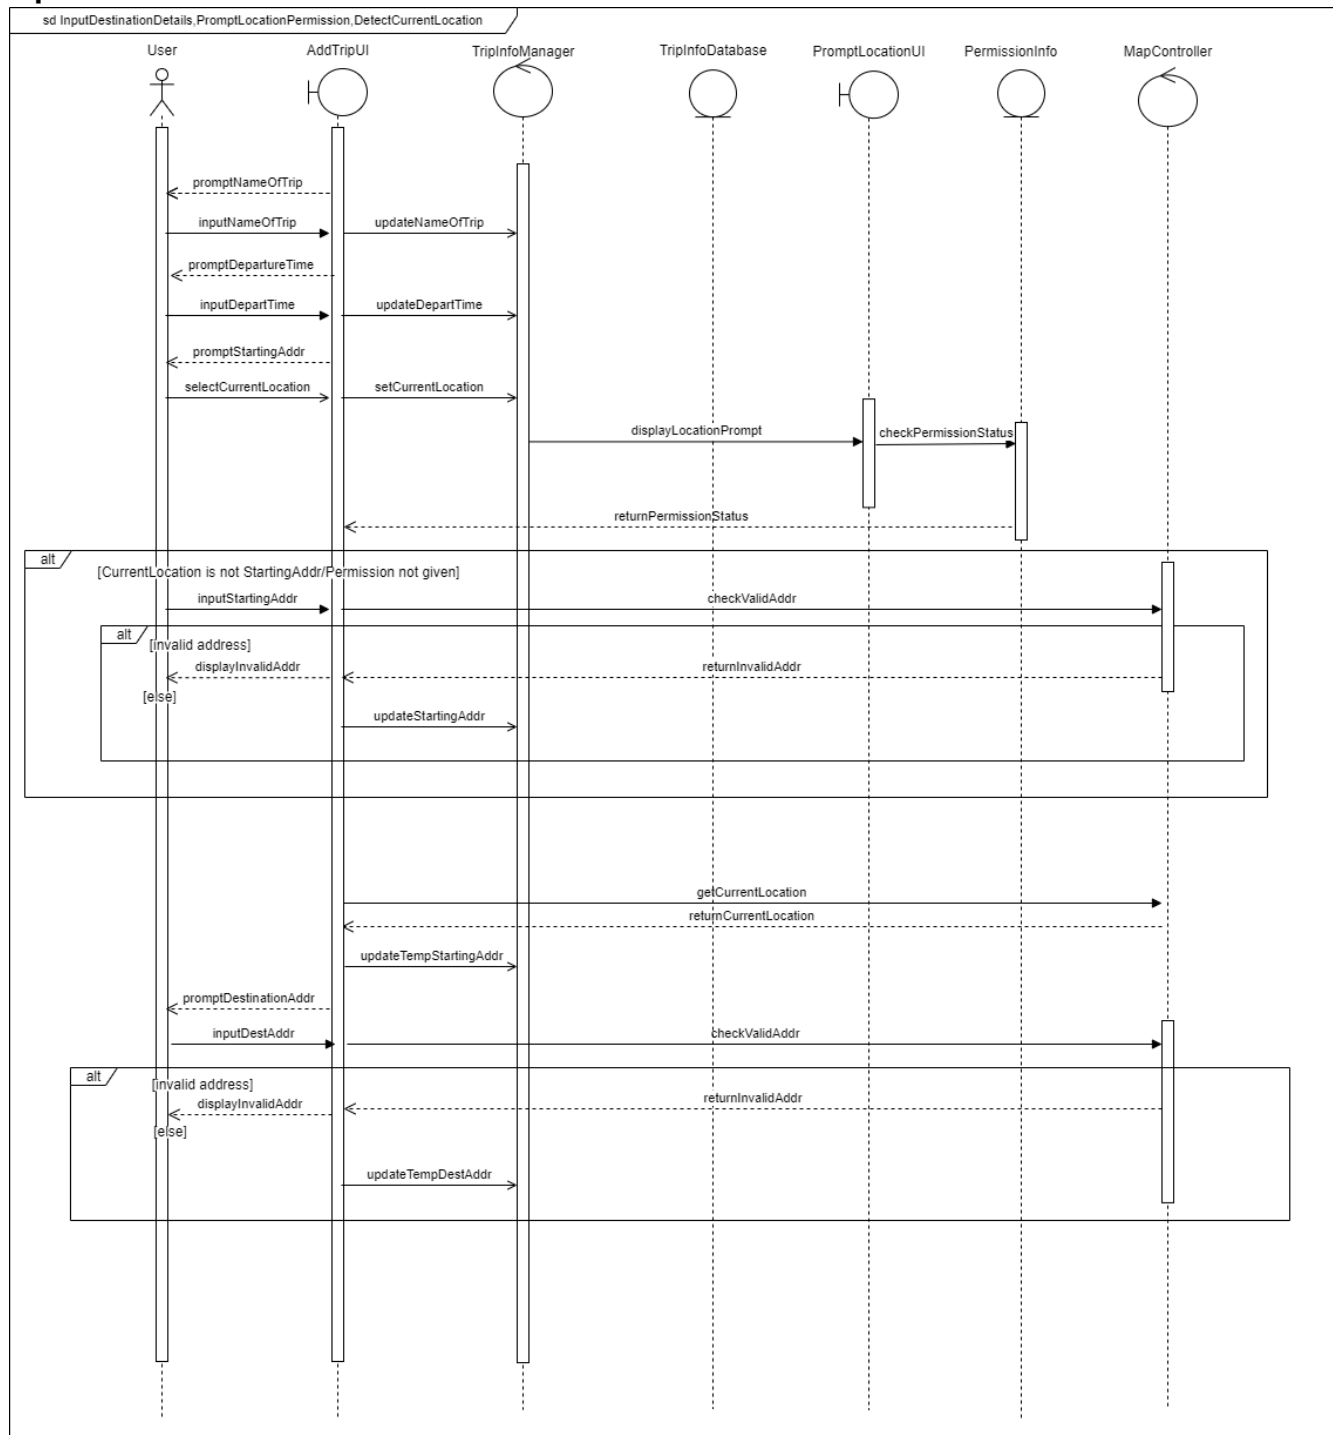 sd InputDestinationDetails,PromptLocationPermission,DetectCurrentLocation
User AddTripUI TripInfoManager TripInfoDatabase PromptLocationUI PermissionInfo MapController
promptNameOfTrip
inputNameOfTrip updateNameOfTrip
promptDepartureTime
inputDepartTime updateDepartTime
promptStartingAddr
selectCurrentLocation setCurrentLocation
displayLocationPrompt checkPermissionStatus
returnPermissionStatus
alt
[CurrentLocation is not StartingAddr/Permission not given]
inputStartingAddr checkValidAddr
alt
[invalid address]
displayInvalidAddr returnInvalidAddr
[else]
updateStartingAddr
getCurrentLocation
returnCurrentLocation
updateTempStartingAddr
promptDestinationAddr
inputDestAddr checkValidAddr
alt
[invalid address]
displayInvalidAddr returnInvalidAddr
[else]
updateTempDestAddr